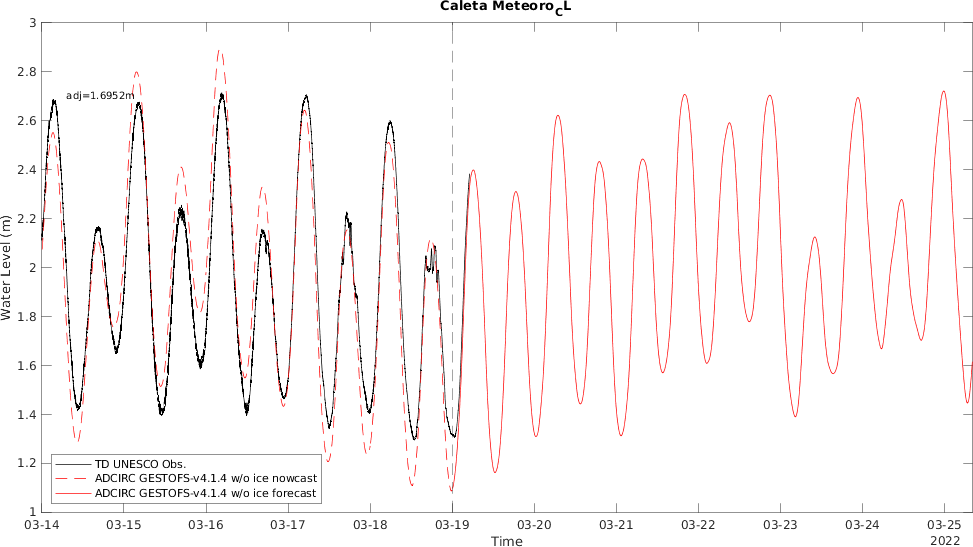 Caleta Meteoro_CL
3
2.8
adj=1.6952m
2.6
2.4
2.2
2
1.8
1.6
1.4
1.2
1
Water Level (m)
TD UNESCO Obs.
ADCIRC GESTOFS-v4.1.4 w/o ice nowcast
ADCIRC GESTOFS-v4.1.4 w/o ice forecast
03-14 03-15 03-16 03-17 03-18 03-19 03-20 03-21 03-22 03-23 03-24 03-25
Time
2022